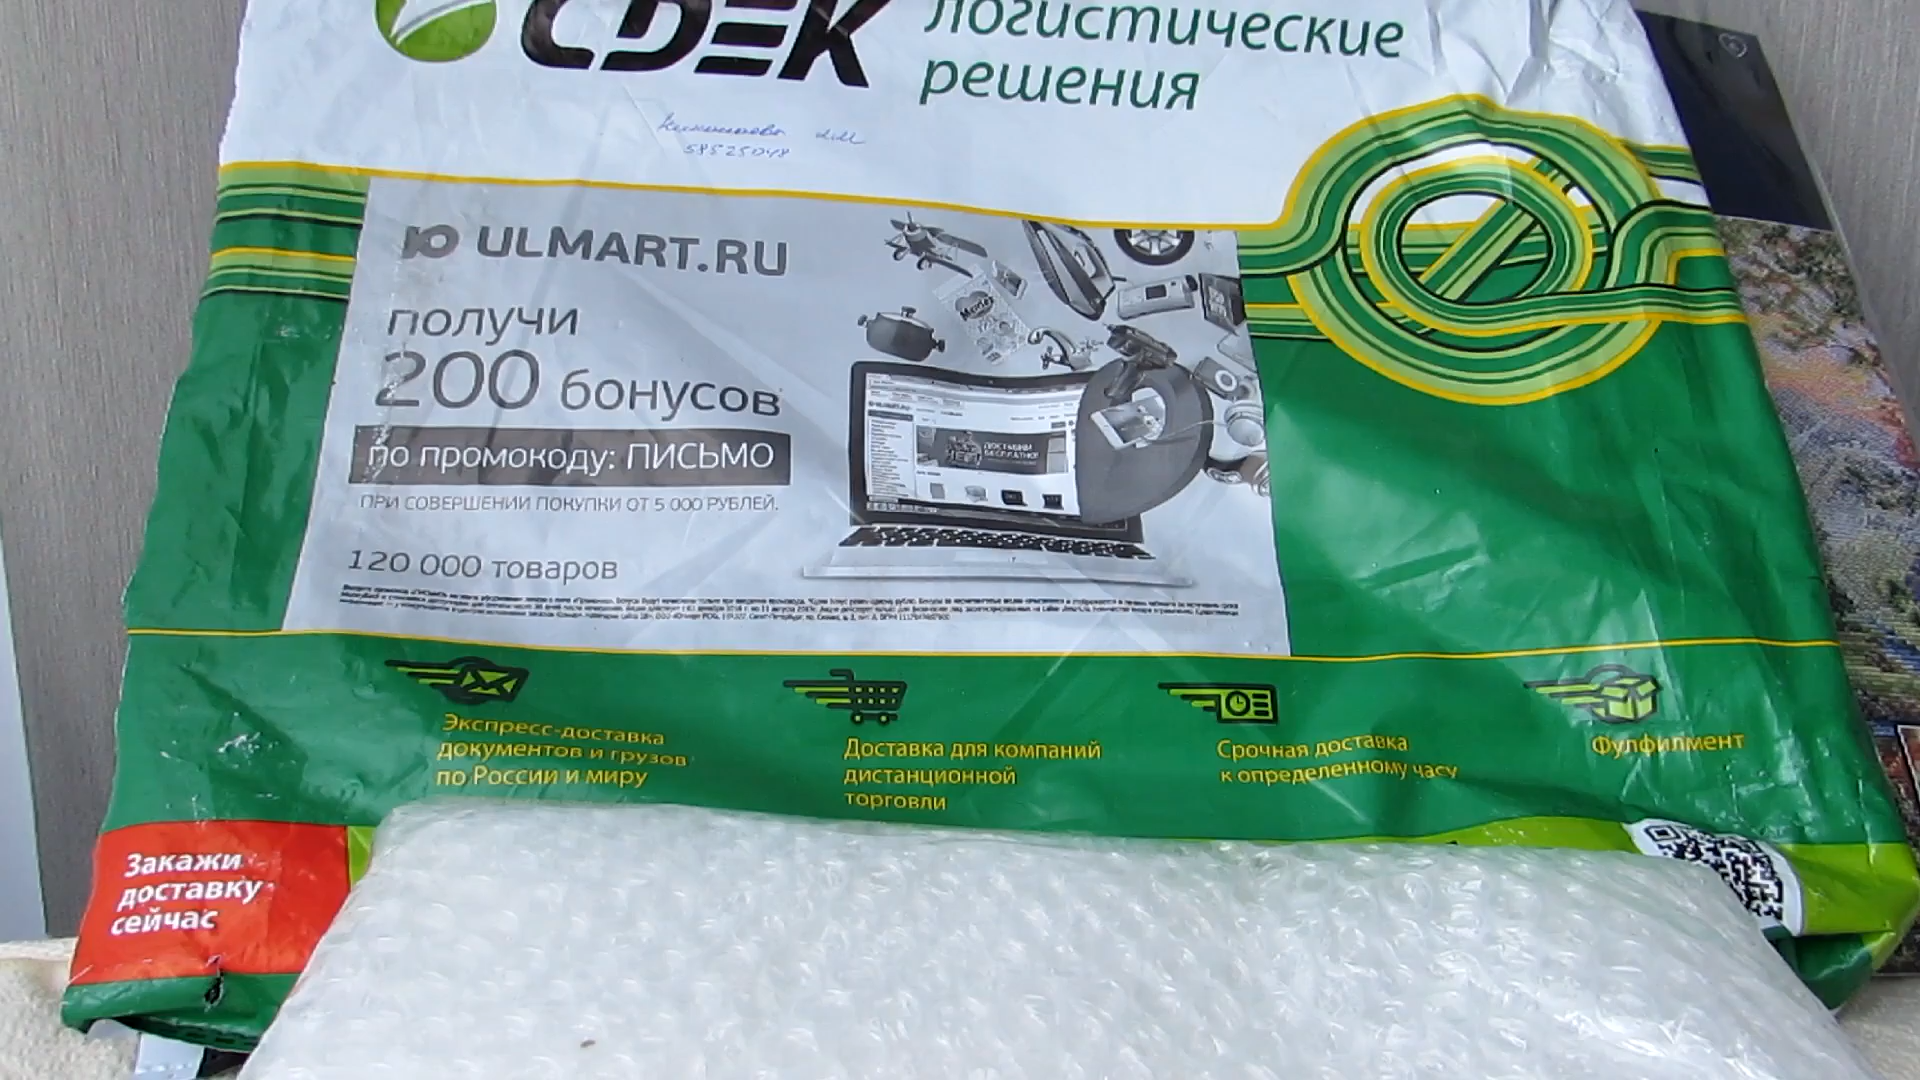 CDEK
логистические
решения
58525048
Ю ULMART.RU
получи
200 бонусов
по промокоду: ПИСЬМО
ПРИ СОВЕРШЕНИИ ПОКУПКИ ОТ 5 000 РУБЛЕЙ.
120 000 товаров
Экспресс-доставка
документов и грузов
по России и миру
Доставка для компаний
дистанционной
торговли
Срочная доставка
к определенному часу
Фулфилмент
Закажи
доставку
сейчас